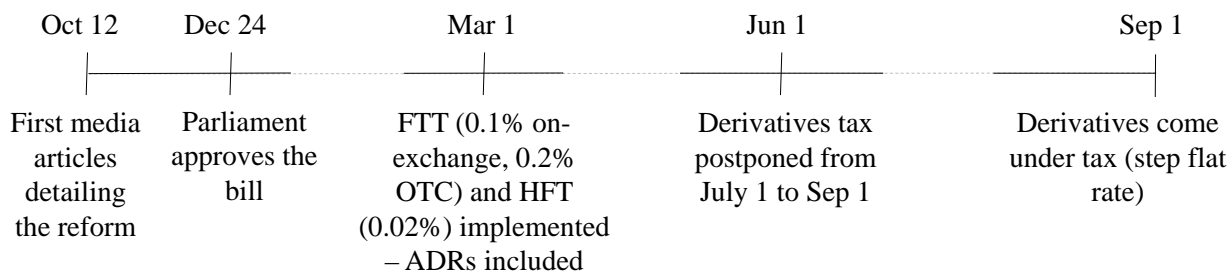 Oct 12
Dec 24
Mar 1
Jun 1
Sep 1
First media
articles
detailing
the reform
Parliament
approves the
bill
FTT (0.1% on-
exchange, 0.2%
OTC) and HFT
(0.02%) implemented
– ADRs included
Derivatives tax
postponed from
July 1 to Sep 1
Derivatives come
under tax (step flat
rate)